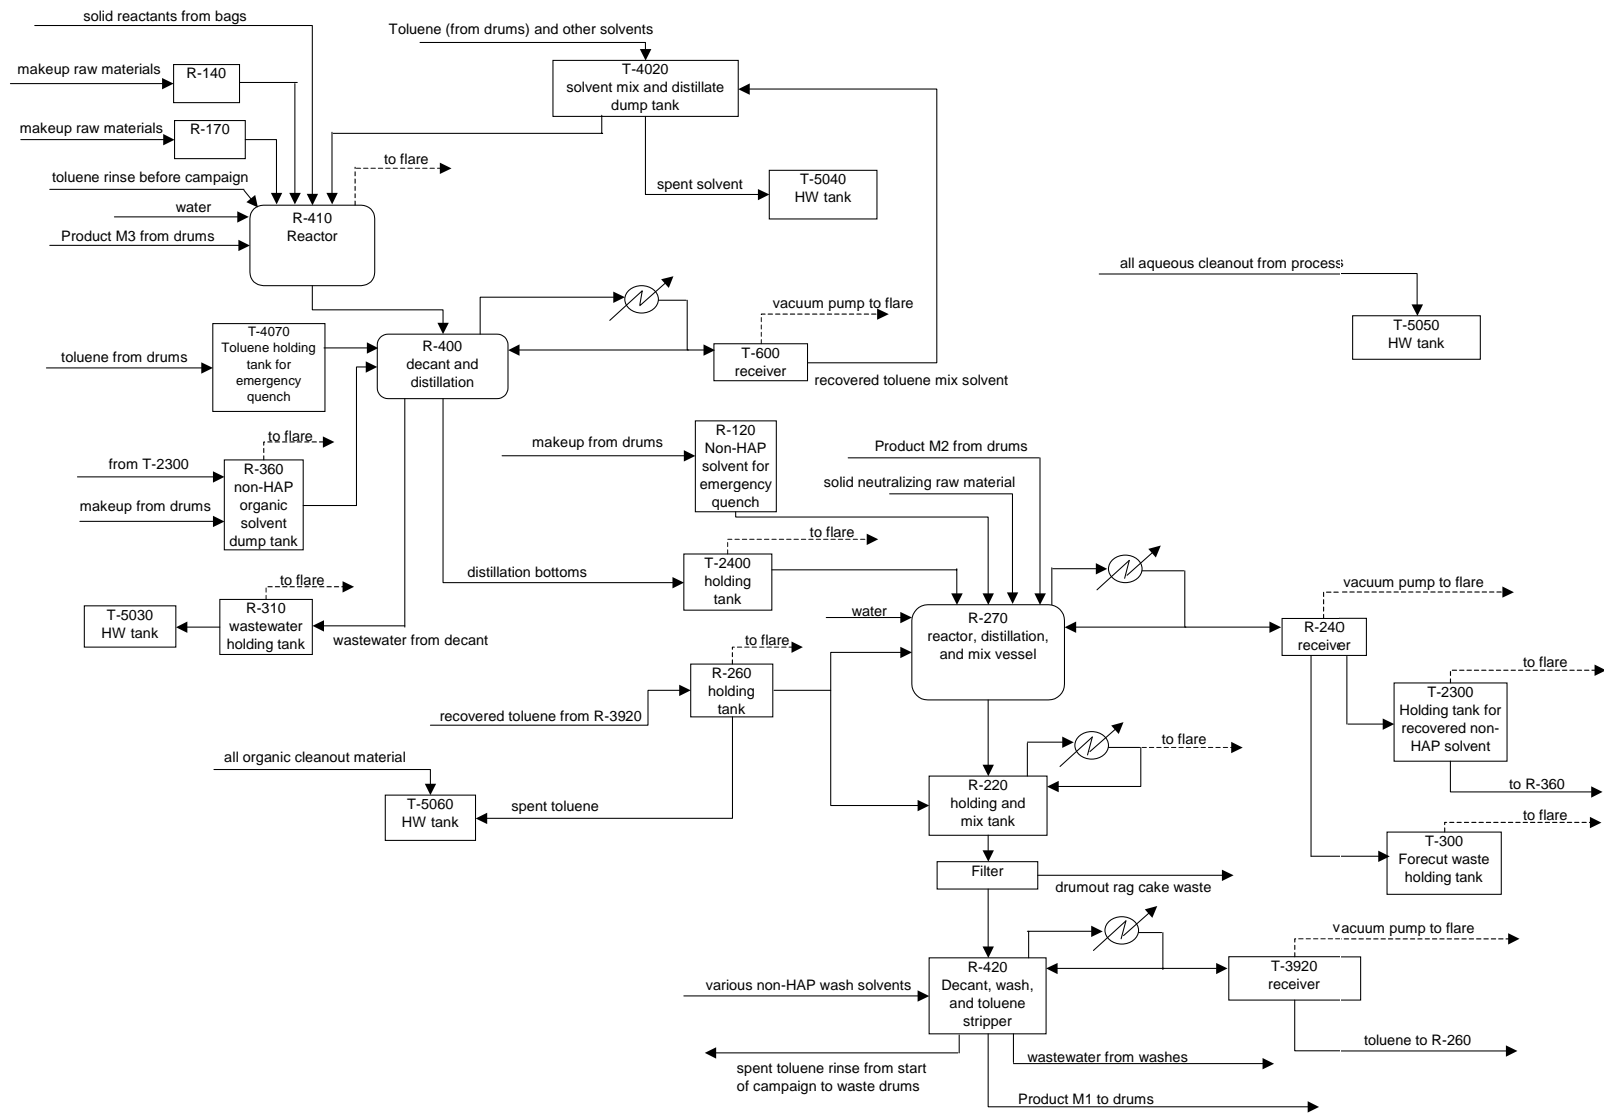 solid reactants from bags
Toluene (from drums) and other solvents
makeup raw materials
R-140
T-4020
solvent mix and distillate
dump tank
makeup raw materials
R-170
to flare
toluene rinse before campaign
spent solvent
T-5040
HW tank
water
Product M3 from drums
R-410
Reactor
all aqueous cleanout from process
T-5050
HW tank
vacuum pump to flare
toluene from drums
T-4070
Toluene holding
tank for
emergency
quench
R-400
decant and
distillation
T-600
receiver
recovered toluene mix solvent
to flare
from T-2300
makeup from drums
R-360
non-HAP
organic
solvent
dump tank
makeup from drums
R-120
Non-HAP
solvent for
emergency
quench
Product M2 from drums
solid neutralizing raw material
to flare
distillation bottoms
T-2400
holding
tank
to flare
T-5030
HW tank
R-310
wastewater
holding tank
wastewater from decant
water
R-270
reactor, distillation,
and mix vessel
vacuum pump to flare
R-240
receiver
to flare
R-260
holding
tank
recovered toluene from R-3920
to flare
T-2300
Holding tank for
recovered non-
HAP solvent
to R-360
all organic cleanout material
T-5060
HW tank
spent toluene
to flare
R-220
holding and
mix tank
to flare
T-300
Forecut waste
holding tank
Filter
drumout rag cake waste
vacuum pump to flare
various non-HAP wash solvents
R-420
Decant, wash,
and toluene
stripper
T-3920
receiver
toluene to R-260
spent toluene rinse from start
of campaign to waste drums
wastewater from washes
Product M1 to drums